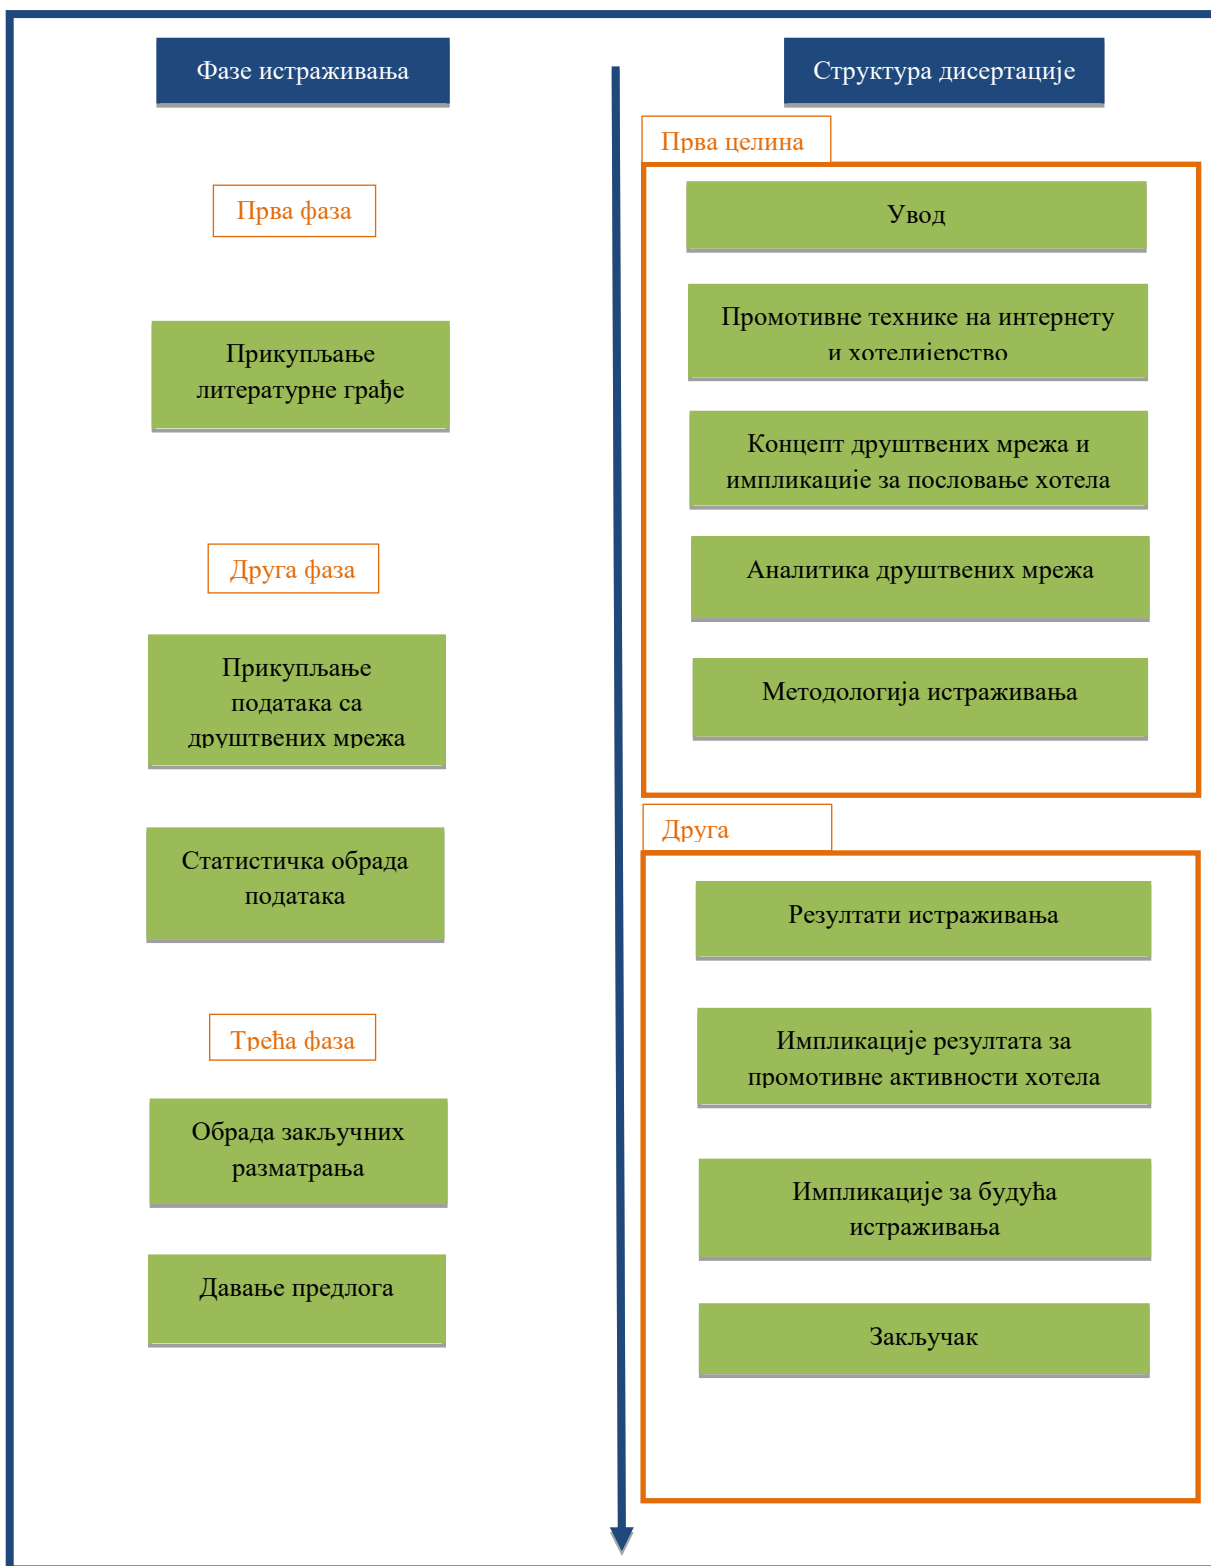 Фазе истраживања
Прва фаза
Прикупљање
литературне грађе
Друга фаза
Прикупљање
података са
друштвених мрежа
Статистичка обрада
података
Трећа фаза
Обрада закључних
разматрања
Давање предлога
Структура дисертације
Прва целина
Увод
Промотивне технике на интернету
и хотелијерство
Концепт друштвених мрежа и
импликације за пословање хотела
Аналитика друштвених мрежа
Методологија истраживања
Друга
Резултати истраживања
Импликације резултата за
промотивне активности хотела
Импликације за будућа
истраживања
Закључак